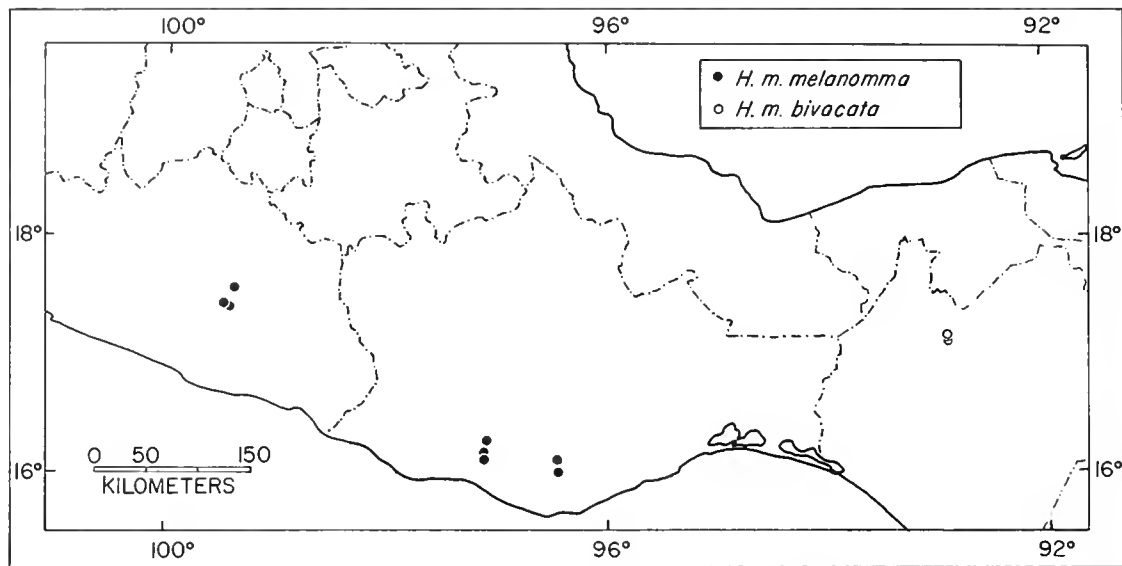 100° 96° 92°
H. m. melanomma
H. m. bivacata
18° 18°
16° 16°
0 50 150
KILOMETERS
100° 96° 92°